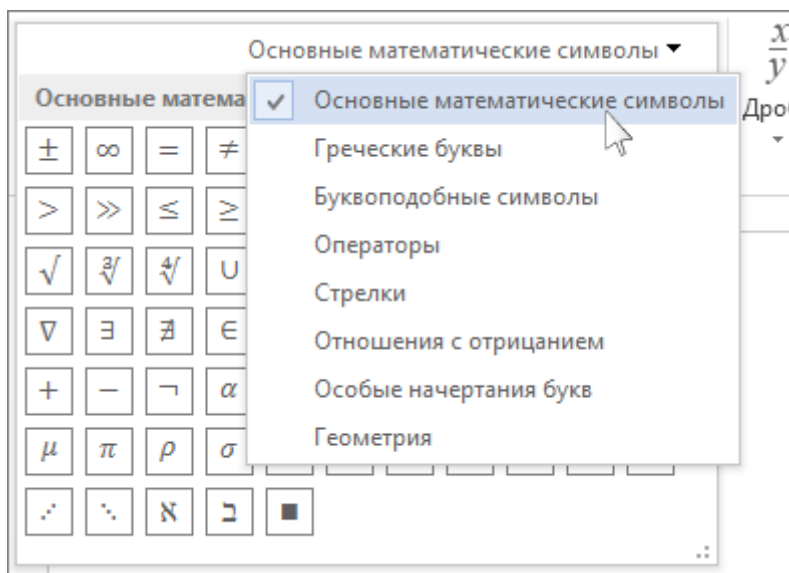 Основные математические символы
x
y
Основные матема
Основные математические символы
Дроб
± ∞ = ≠
Греческие буквы
> ≫ ≤ ≥
Буквоподобные символы
Операторы
√ ∛ ∜ ∪
Стрелки
∇ ∃ ∄ ∈
Отношения с отрицанием
+ − ¬ α
Особые начертания букв
μ π ρ σ
Геометрия
⋰ ⋱ ℵ ℶ ■